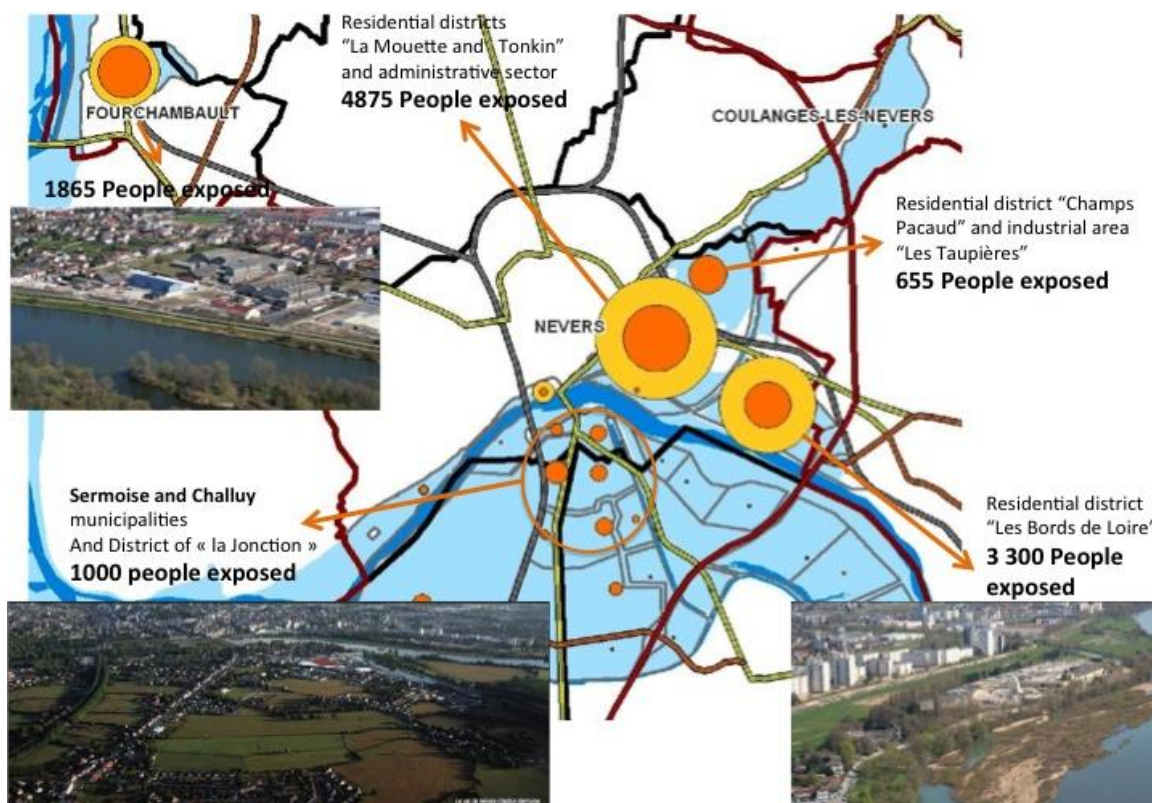 Residential districts
“La Mouette and Tonkin”
and administrative sector
4875 People exposed
FOURCHAMBAULT
COULANGES-LES-NEVERS
1865 People exposed
Residential district “Champs
Pacaud” and industrial area
“Les Taupières”
655 People exposed
NEVERS
Sermoise and Challuy
municipalities
And District of « la Jonction »
1000 people exposed
Residential district
“Les Bords de Loire”
3 300 People
exposed